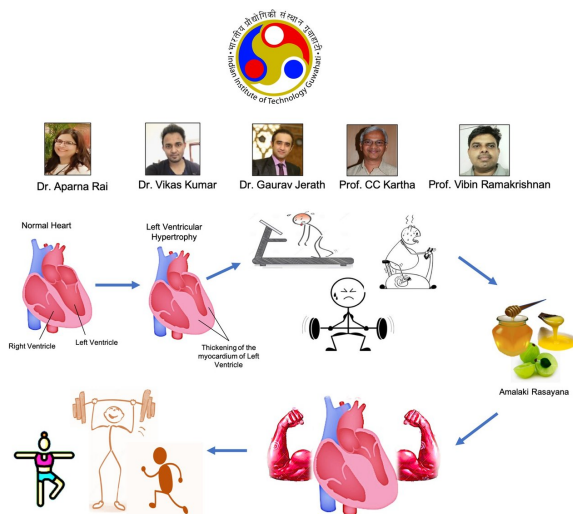 भारतीय प्रौद्योगिकी संस्थान गुवाहाटी
Indian Institute of Technology Guwahati
Dr. Aparna Rai
Dr. Vikas Kumar
Dr. Gaurav Jerath
Prof. CC Kartha
Prof. Vibin Ramakrishnan
Normal Heart
Left Ventricular
Hypertrophy
Right Ventricle
Left Ventricle
Thickening of the
myocardium of Left
Ventricle
Amalaki Rasayana